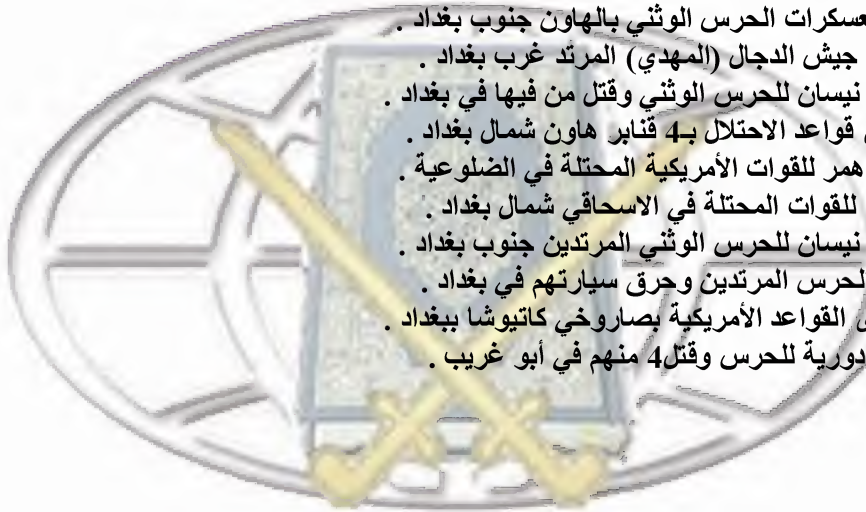 عسكرات الحرس الوثني بالهاون جنوب بغداد .
جيش الدجال (المهدي) المرتد غرب بغداد .
نيسان للحرس الوثني وقتل من فيها في بغداد .
قواعد الاحتلال بـ4 قنابر هاون شمال بغداد .
همر للقوات الأمريكية المحتلة في الضلوعية .
للقوات المحتلة في الاسحاقي شمال بغداد .
نيسان للحرس الوثني المرتدين جنوب بغداد .
لحرس المرتدين وحرق سيارتهم في بغداد .
القواعد الأمريكية بصاروخي كاتيوشا ببغداد .
دورية للحرس وقتل4 منهم في أبو غريب .